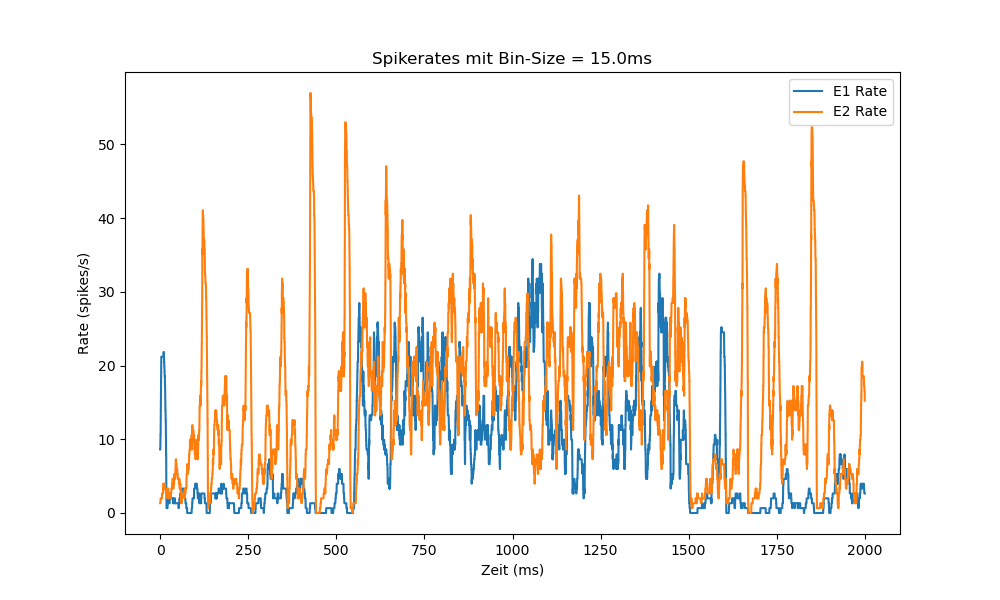 Spikerates mit Bin-Size = 15.0ms
E1 Rate
E2 Rate
Rate (spikes/s)
50
40
30
20
10
0
0 250 500 750 1000 1250 1500 1750 2000
Zeit (ms)